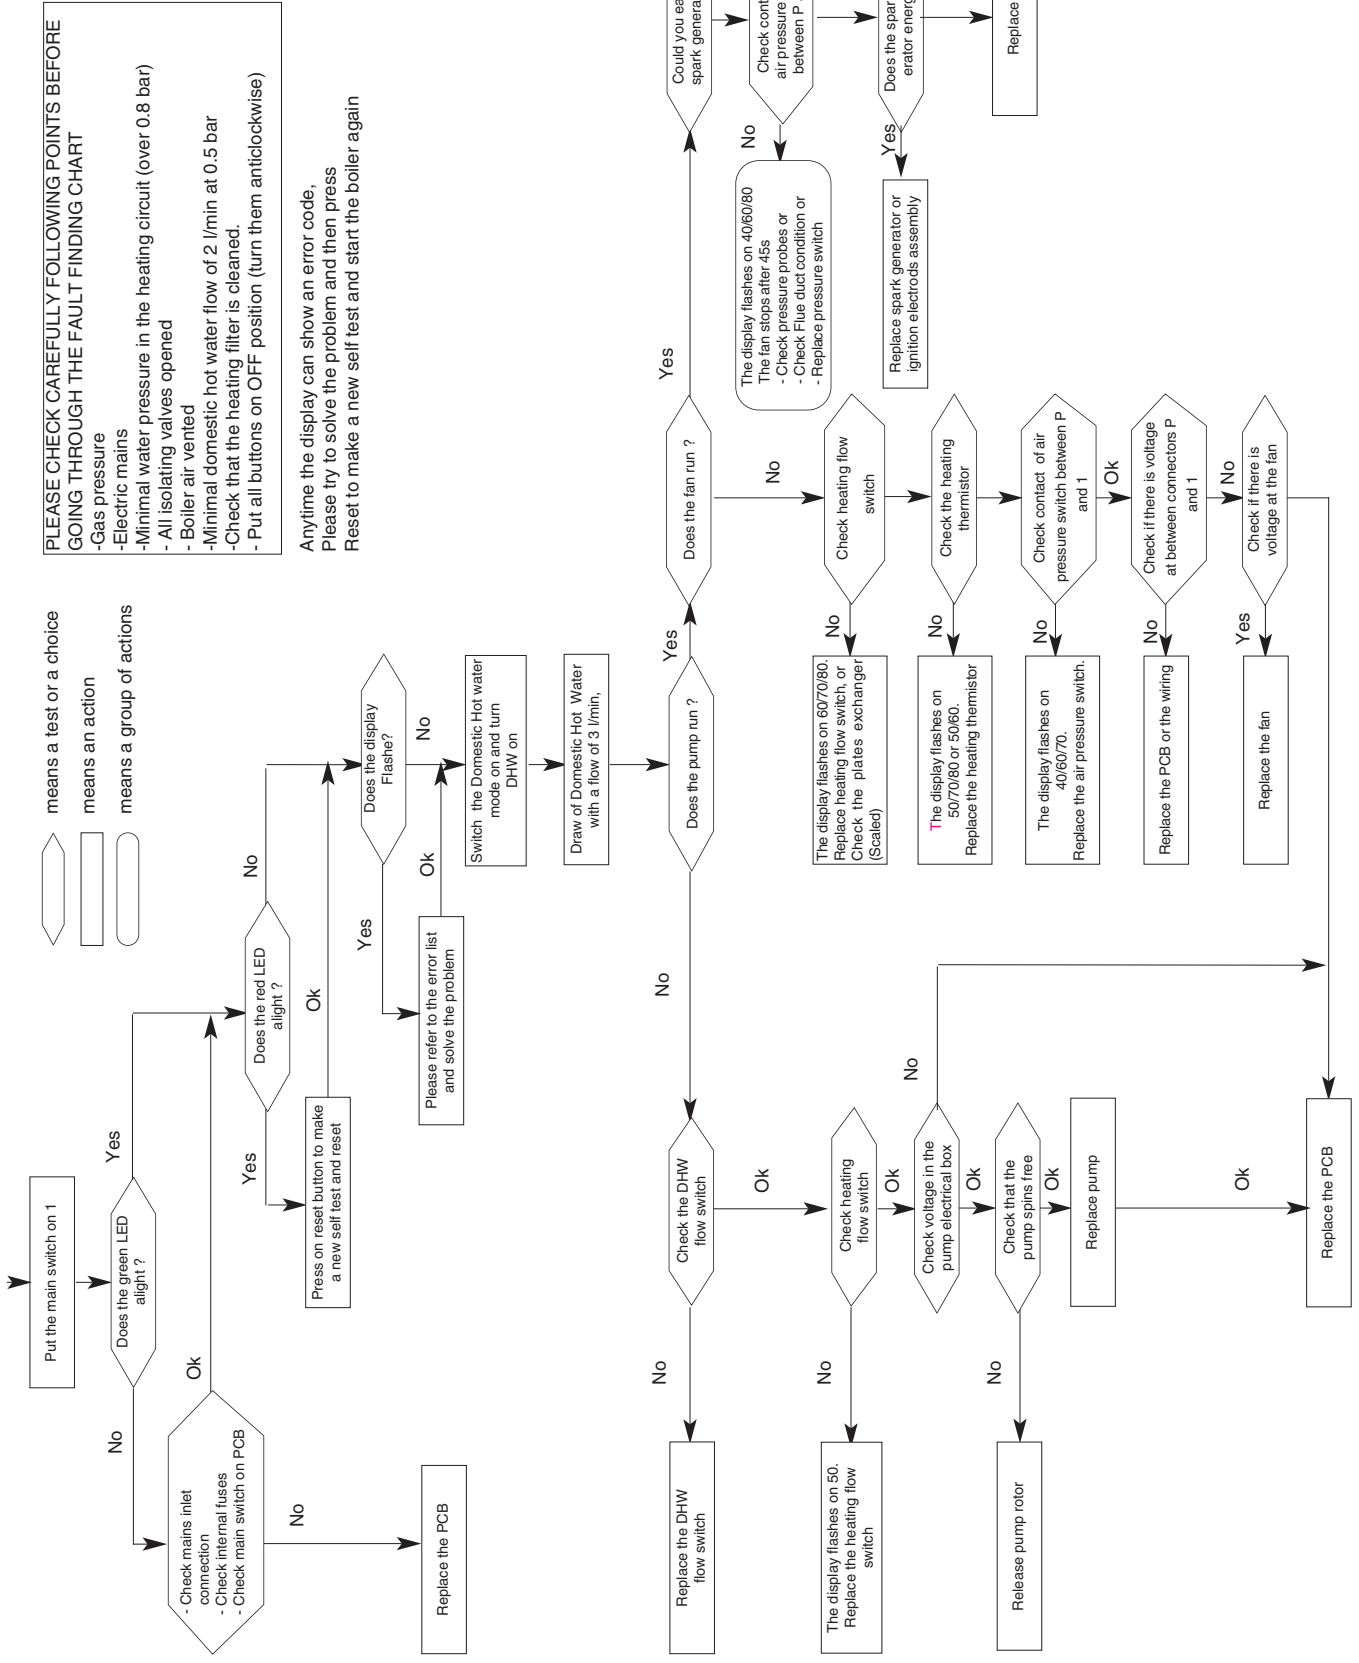 PLEASE CHECK CAREFULLY FOLLOWING POINTS BEFORE
GOING THROUGH THE FAULT FINDING CHART
-Gas pressure
-Electric mains
-Minimal water pressure in the heating circuit (over 0.8 bar)
- All isolating valves opened
- Boiler air vented
-Minimal domestic hot water flow of 2 l/min at 0.5 bar
-Check that the heating filter is cleaned.
- Put all buttons on OFF position (turn them anticlockwise)
Anytime the display can show an error code,
Please try to solve the problem and then press
Reset to make a new self test and start the boiler again
means a test or a choice
means an action
means a group of actions
Put the main switch on 1
Does the green LED
alight ?
No
Yes
- Check mains inlet
connection
- Check internal fuses
- Check main switch on PCB
Ok
No
Replace the PCB
Does the red LED
alight ?
Yes
No
Press on reset button to make
a new self test and reset
Ok
Does the display
Flashe?
Yes
No
Please refer to the error list
and solve the problem
Ok
Switch the Domestic Hot water
mode on and turn
DHW on
Draw of Domestic Hot Water
with a flow of 3 l/min,
Does the pump run ?
No
Yes
Check the DHW
flow switch
No
Replace the DHW
flow switch
Ok
Check heating
flow switch
No
The display flashes on 50.
Replace the heating flow
switch
Ok
Check voltage in the
pump electrical box
No
Ok
Check that the
pump spins free
No
Release pump rotor
Ok
Replace pump
Ok
Replace the PCB
Does the fan run ?
Yes
No
Check heating flow
switch
No
The display flashes on 60/70/80.
Replace heating flow switch, or
Check the plates exchanger
(Scaled)
Check the heating
thermistor
No
The display flashes on
50/70/80 or 50/60.
Replace the heating thermistor
Check contact of air
pressure switch between P
and 1
No
The display flashes on
40/60/70.
Replace the air pressure switch.
Ok
Check if there is voltage
at between connectors P
and 1
No
Replace the PCB or the wiring
No
Check if there is
voltage at the fan
Yes
Replace the fan
Could you ea
spark genera
Check cont
air pressure
between P
No
The display flashes on 40/60/80
The fan stops after 45s
- Check pressure probes or
- Check Flue duct condition or
- Replace pressure switch
Does the spar
erator energ
Yes
Replace spark generator or
ignition electrods assembly
Replace